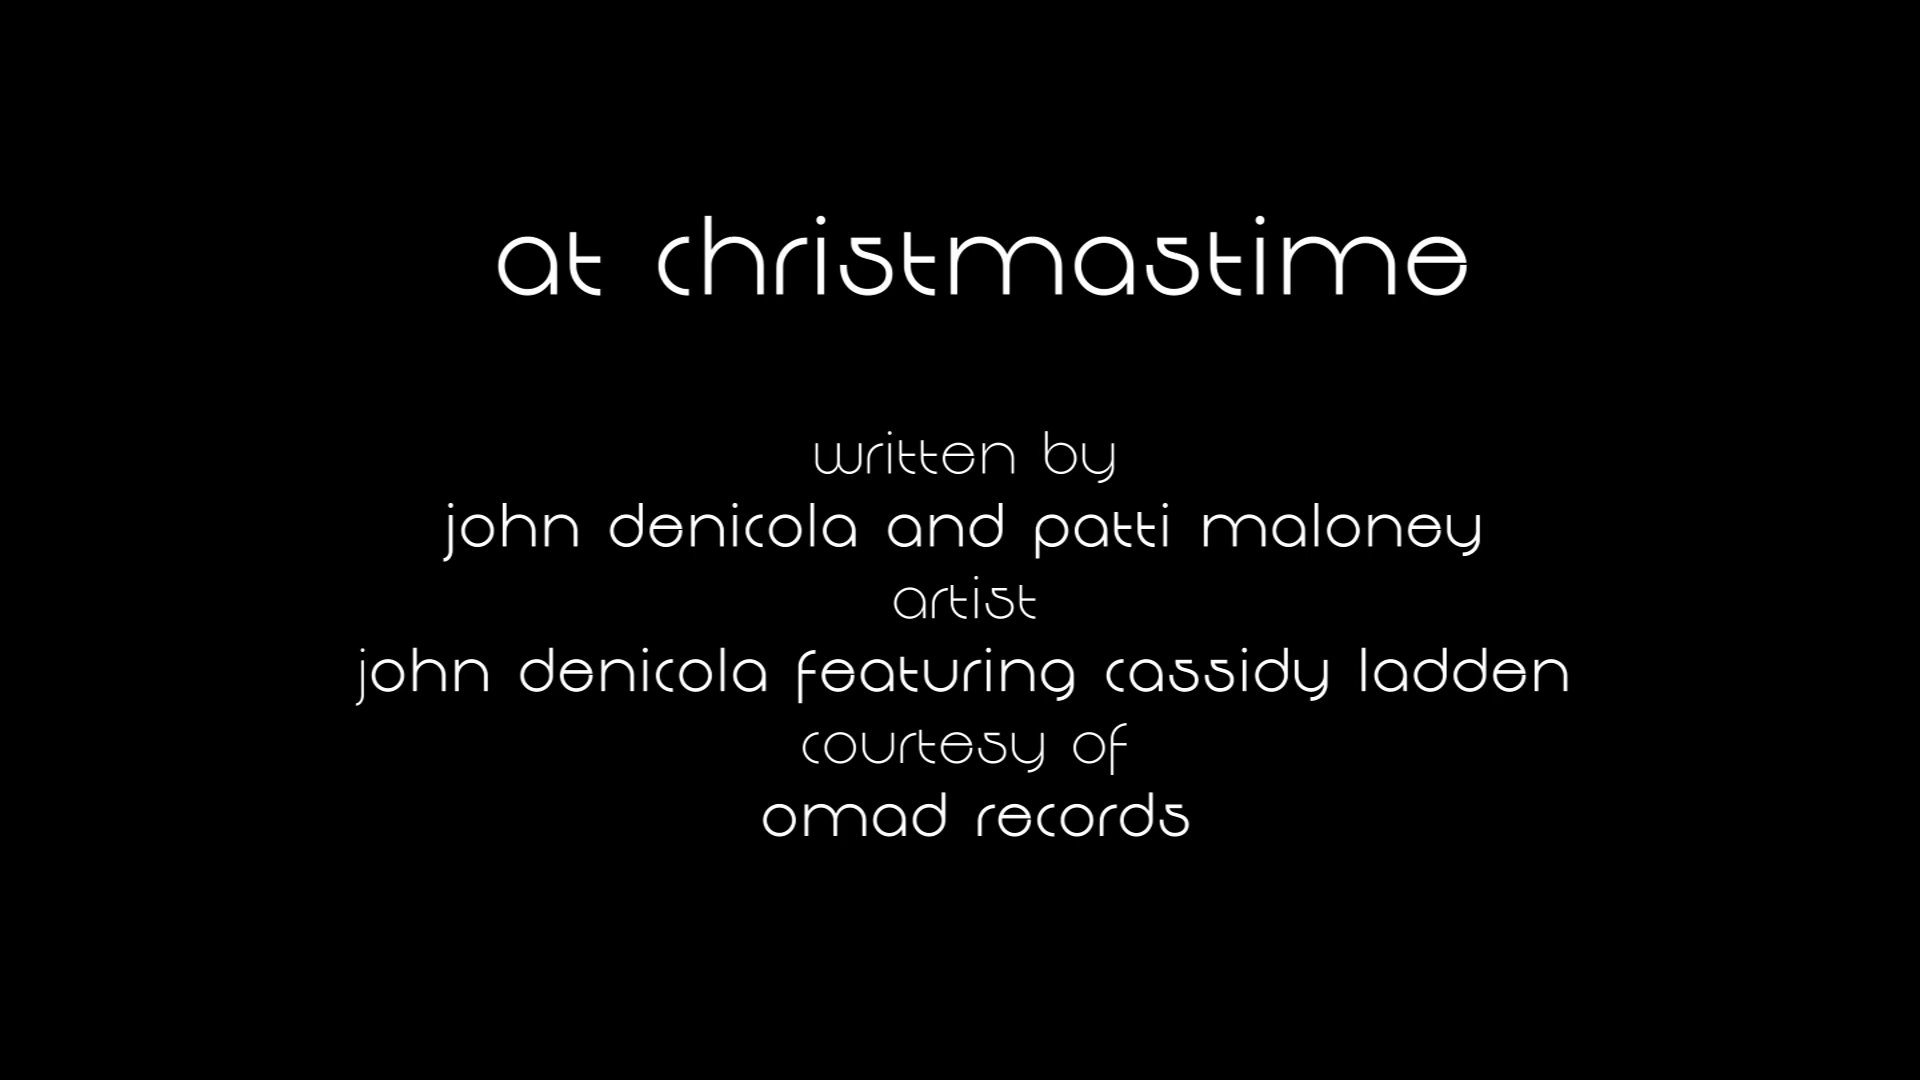 at christmastime
written by
john denicola and patti maloney
artist
john denicola featuring cassidy ladden
courtesy of
omad records